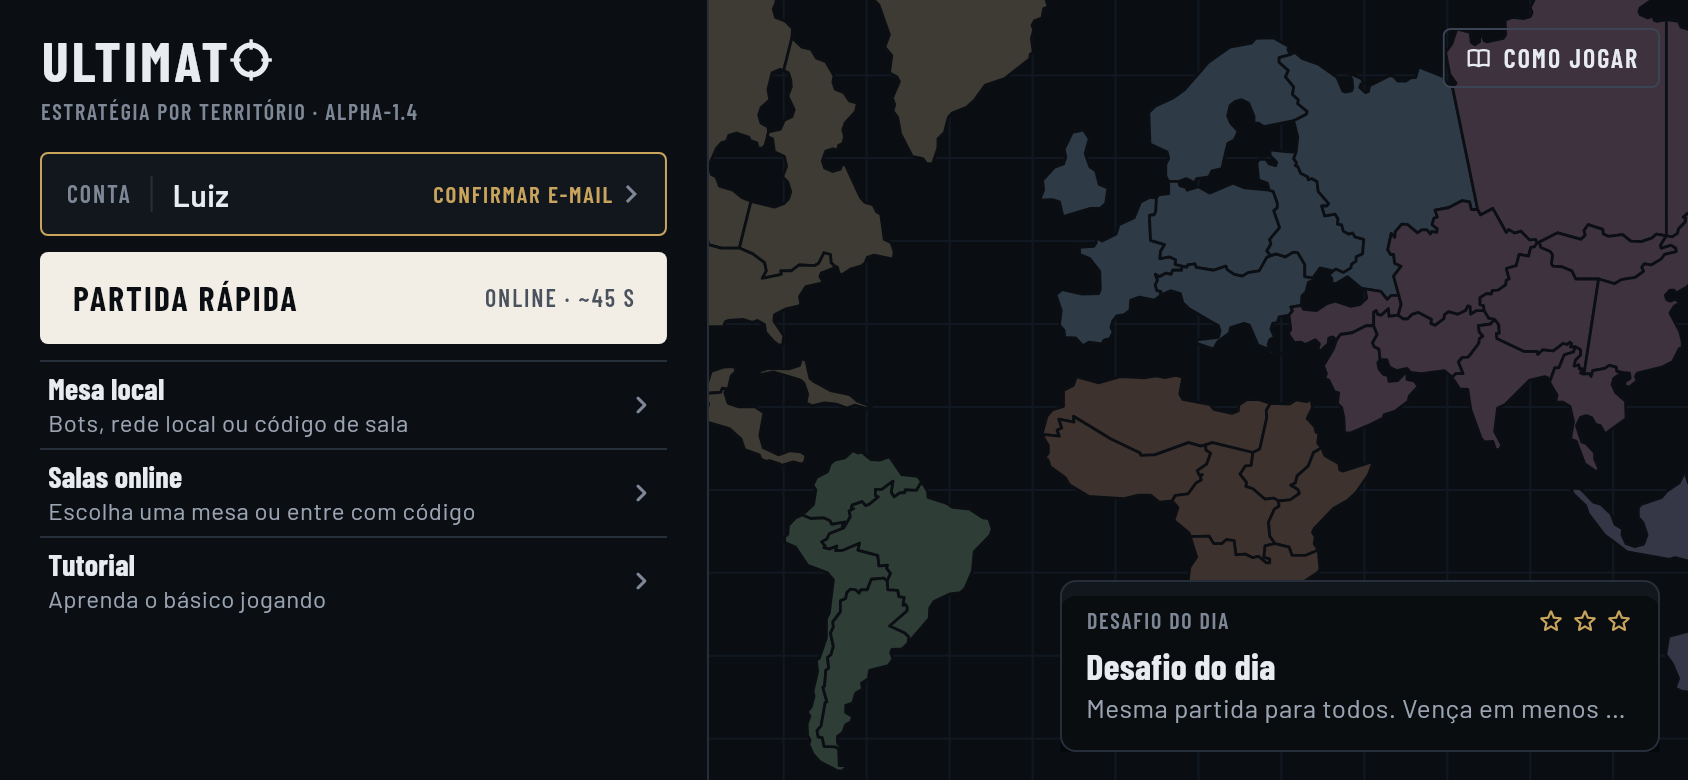 ULTIMATO
ESTRATÉGIA POR TERRITÓRIO · ALPHA-1.4
CONTA Luiz CONFIRMAR E-MAIL
PARTIDA RÁPIDA ONLINE · ~45 S
Mesa local
Bots, rede local ou código de sala
Salas online
Escolha uma mesa ou entre com código
Tutorial
Aprenda o básico jogando
COMO JOGAR
DESAFIO DO DIA
Desafio do dia
Mesma partida para todos. Vença em menos ...